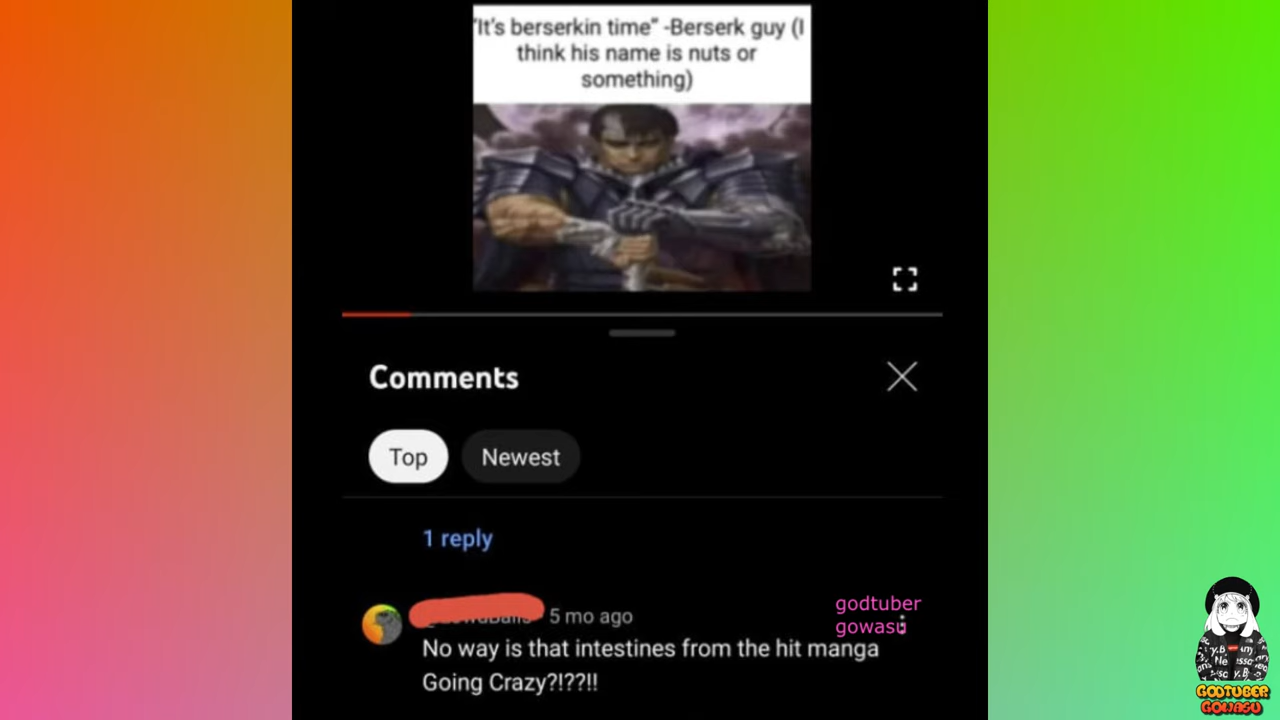 "It's berserkin time" -Berserk guy (I
think his name is nuts or
something)
Comments
Top
Newest
1 reply
5 mo ago
godtuber
gowasu
No way is that intestines from the hit manga
Going Crazy?!??!!
GODTUBER
GOWASU